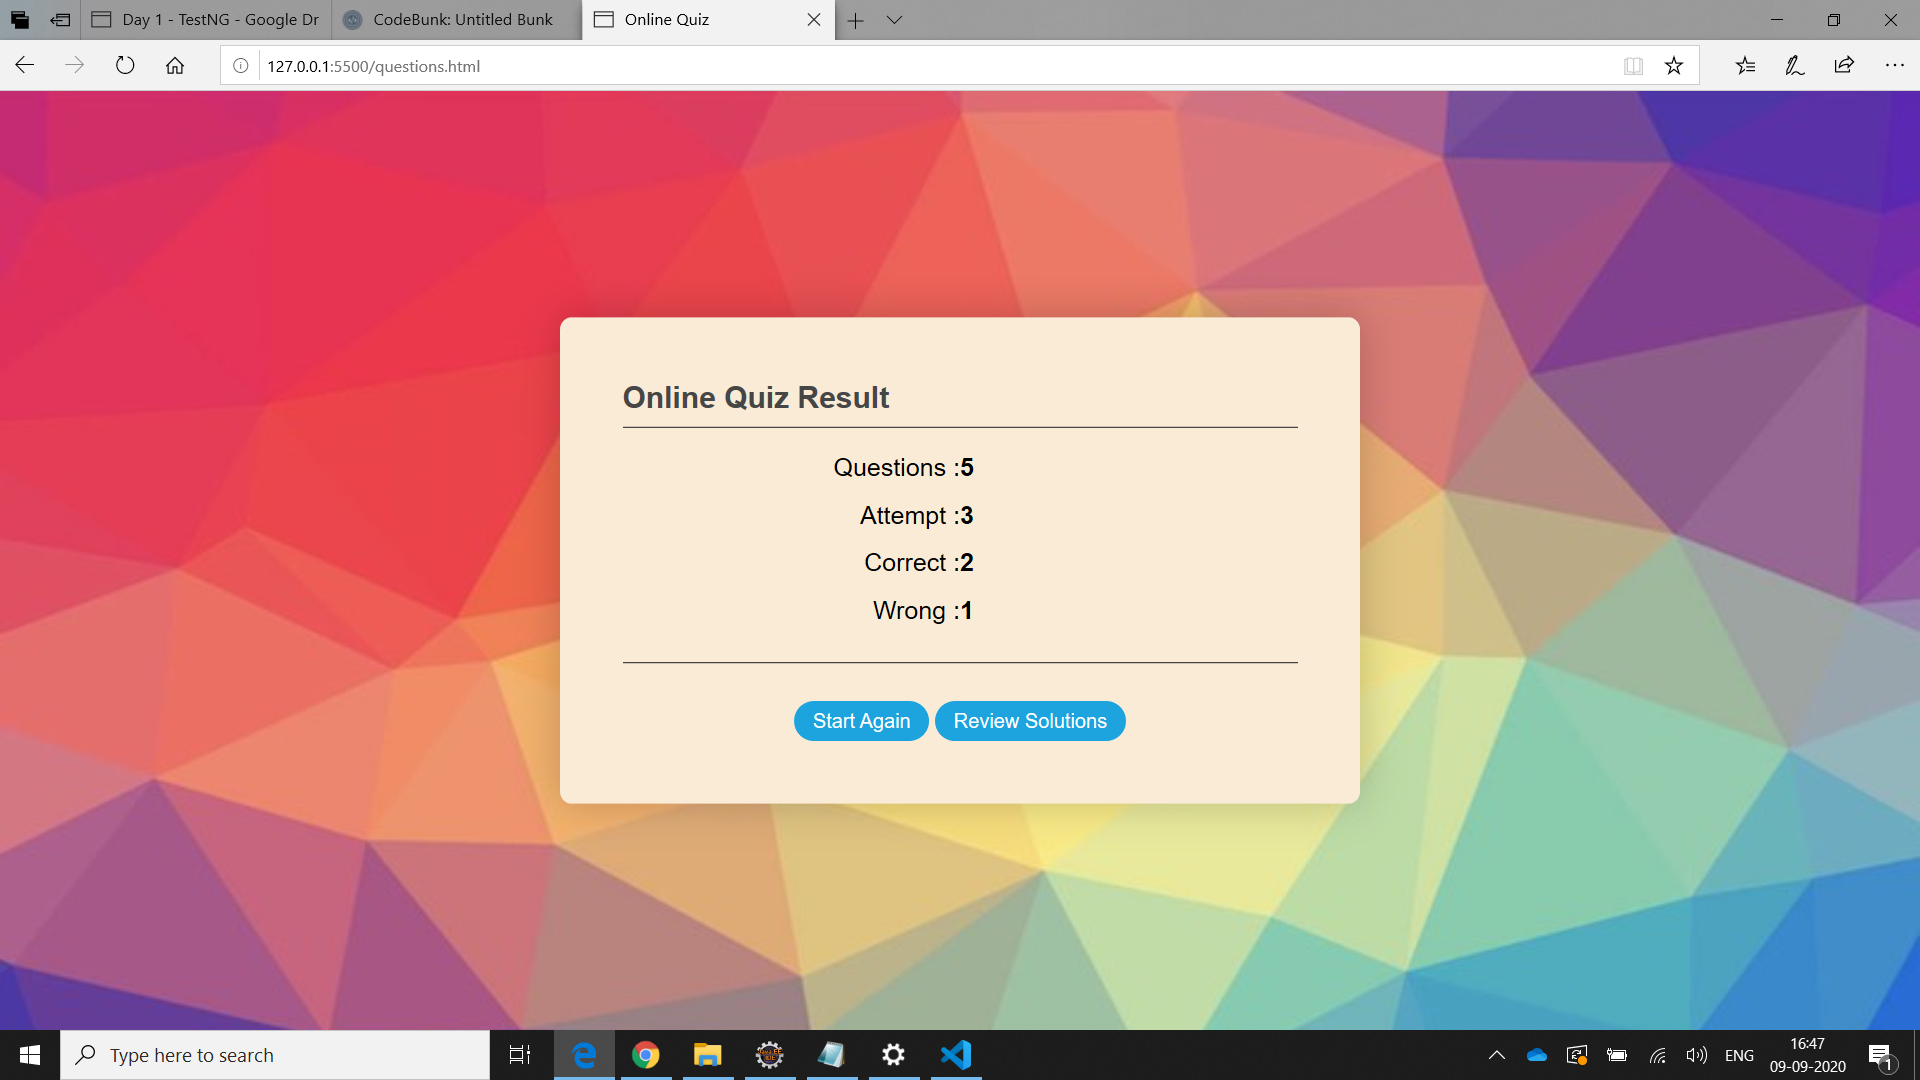 Day 1 - TestNG - Google Dr
CodeBunk: Untitled Bunk
Online Quiz
127.0.0.1:5500/questions.html
Online Quiz Result
Questions :5
Attempt :3
Correct :2
Wrong :1
Start Again
Review Solutions
Type here to search
ENG
16:47
09-09-2020
1